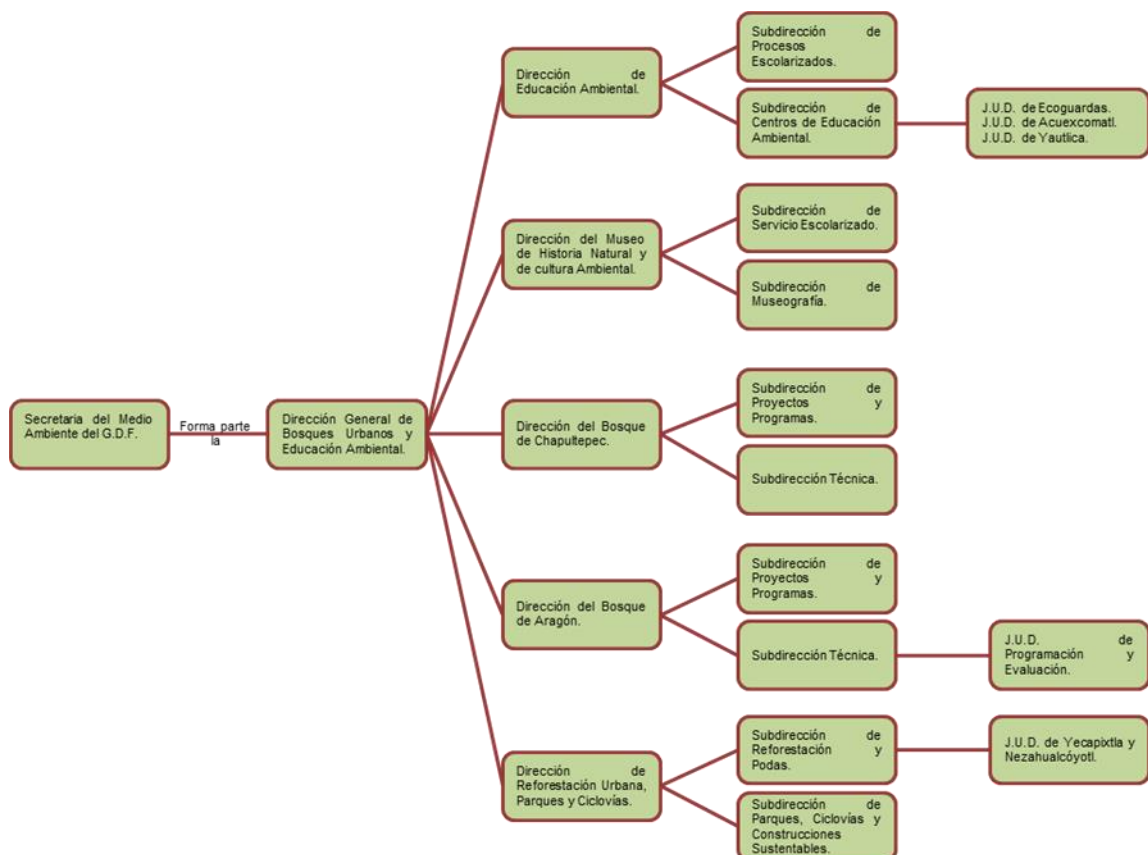 Secretaria del Medio
Ambiente del G.D.F.
Forma parte
la
Dirección General de
Bosques Urbanos y
Educación Ambiental.
Dirección de
Educación Ambiental.
Subdirección de
Procesos
Escolarizados.
Subdirección de
Centros de Educación
Ambiental.
J.U.D. de Ecoguardas.
J.U.D. de Acuexcomatl.
J.U.D. de Yautlica.
Dirección del Museo
de Historia Natural y
de cultura Ambiental.
Subdirección de
Servicio Escolarizado.
Subdirección de
Museografía.
Dirección del Bosque
de Chapultepec.
Subdirección de
Proyectos y
Programas.
Subdirección Técnica.
Dirección del Bosque
de Aragón.
Subdirección de
Proyectos y
Programas.
Subdirección Técnica.
J.U.D. de
Programación y
Evaluación.
Dirección de
Reforestación Urbana,
Parques y Ciclovías.
Subdirección de
Reforestación y
Podas.
J.U.D. de Yecapixtla y
Nezahualcóyotl.
Subdirección de
Parques, Ciclovías y
Construcciones
Sustentables.